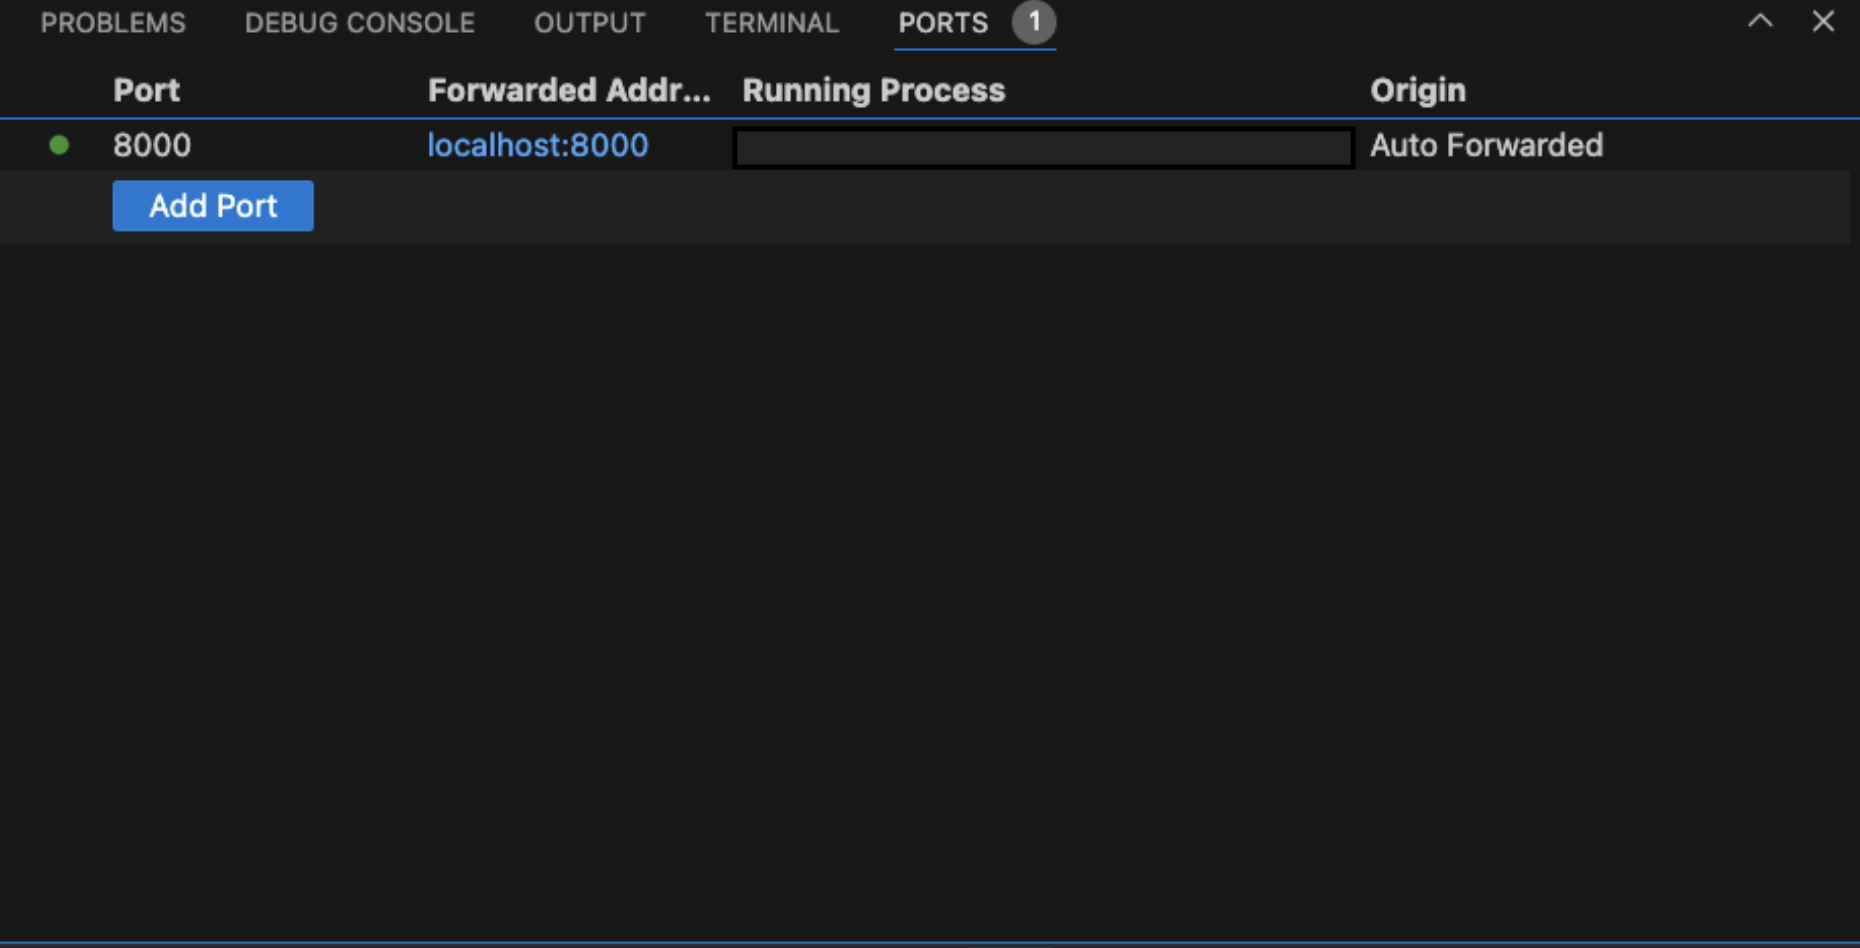 PROBLEMS DEBUG CONSOLE OUTPUT TERMINAL PORTS 1
Port Forwarded Addr... Running Process Origin
8000 localhost:8000 Auto Forwarded
Add Port